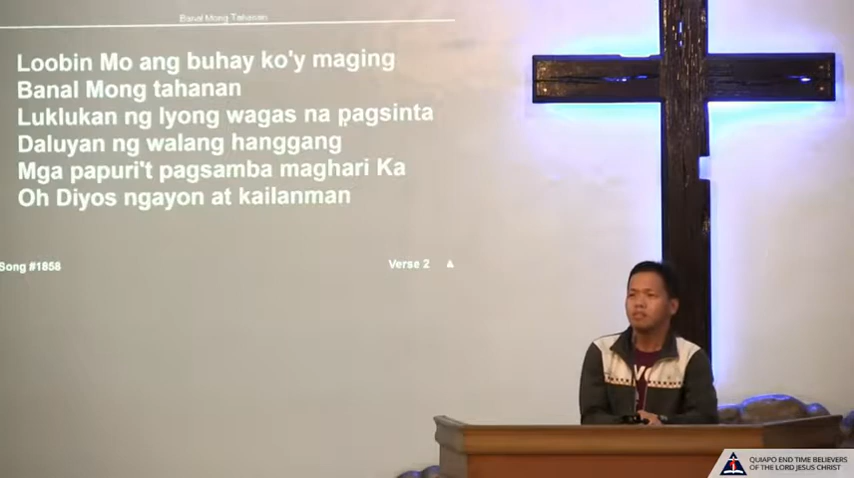 Banal Mong Tahanan
Loobin Mo ang buhay ko'y maging
Banal Mong tahanan
Luklukan ng Iyong wagas na pagsinta
Daluyan ng walang hanggang
Mga papuri't pagsamba maghari Ka
Oh Diyos ngayon at kailanman
Song #1858
Verse 2
QUIAPO END TIME BELIEVERS
OF THE LORD JESUS CHRIST